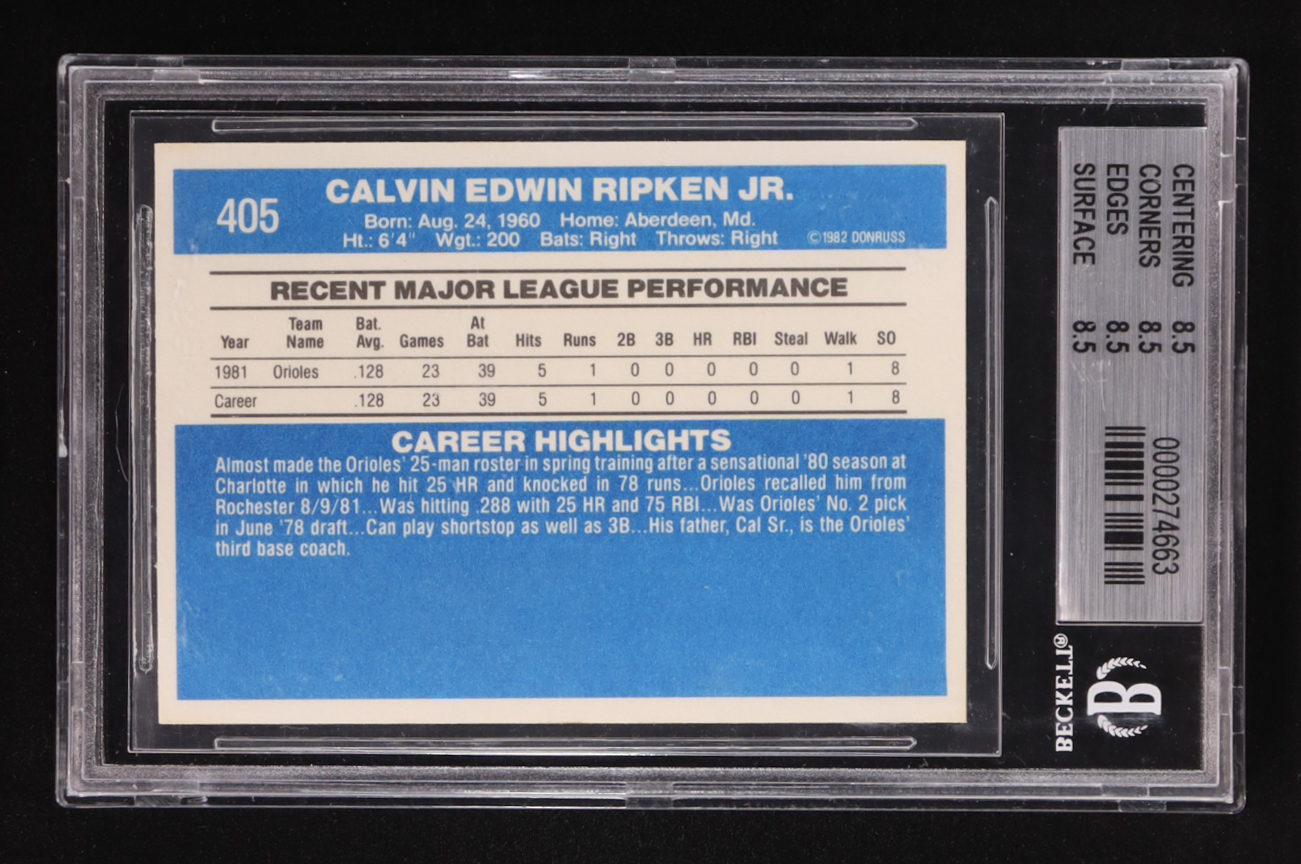 405
CALVIN EDWIN RIPKEN JR.
Born: Aug. 24, 1960 Home: Aberdeen, Md.
Ht.: 6'4" Wgt.: 200 Bats: Right Throws: Right ©1982 DONRUSS
RECENT MAJOR LEAGUE PERFORMANCE
Year Team Name Bat. Avg. Games At Bat Hits Runs 2B 3B HR RBI Steal Walk SO
1981 Orioles .128 23 39 5 1 0 0 0 0 0 1 8
Career .128 23 39 5 1 0 0 0 0 0 1 8
CAREER HIGHLIGHTS
Almost made the Orioles' 25-man roster in spring training after a sensational '80 season at
Charlotte in which he hit 25 HR and knocked in 78 runs...Orioles recalled him from
Rochester 8/9/81...Was hitting .288 with 25 HR and 75 RBI...Was Orioles' No. 2 pick
in June '78 draft...Can play shortstop as well as 3B...His father, Cal Sr., is the Orioles'
third base coach.
CENTERING 8.5
CORNERS 8.5
EDGES 8.5
SURFACE 8.5
0000274663
B
BECKETT®